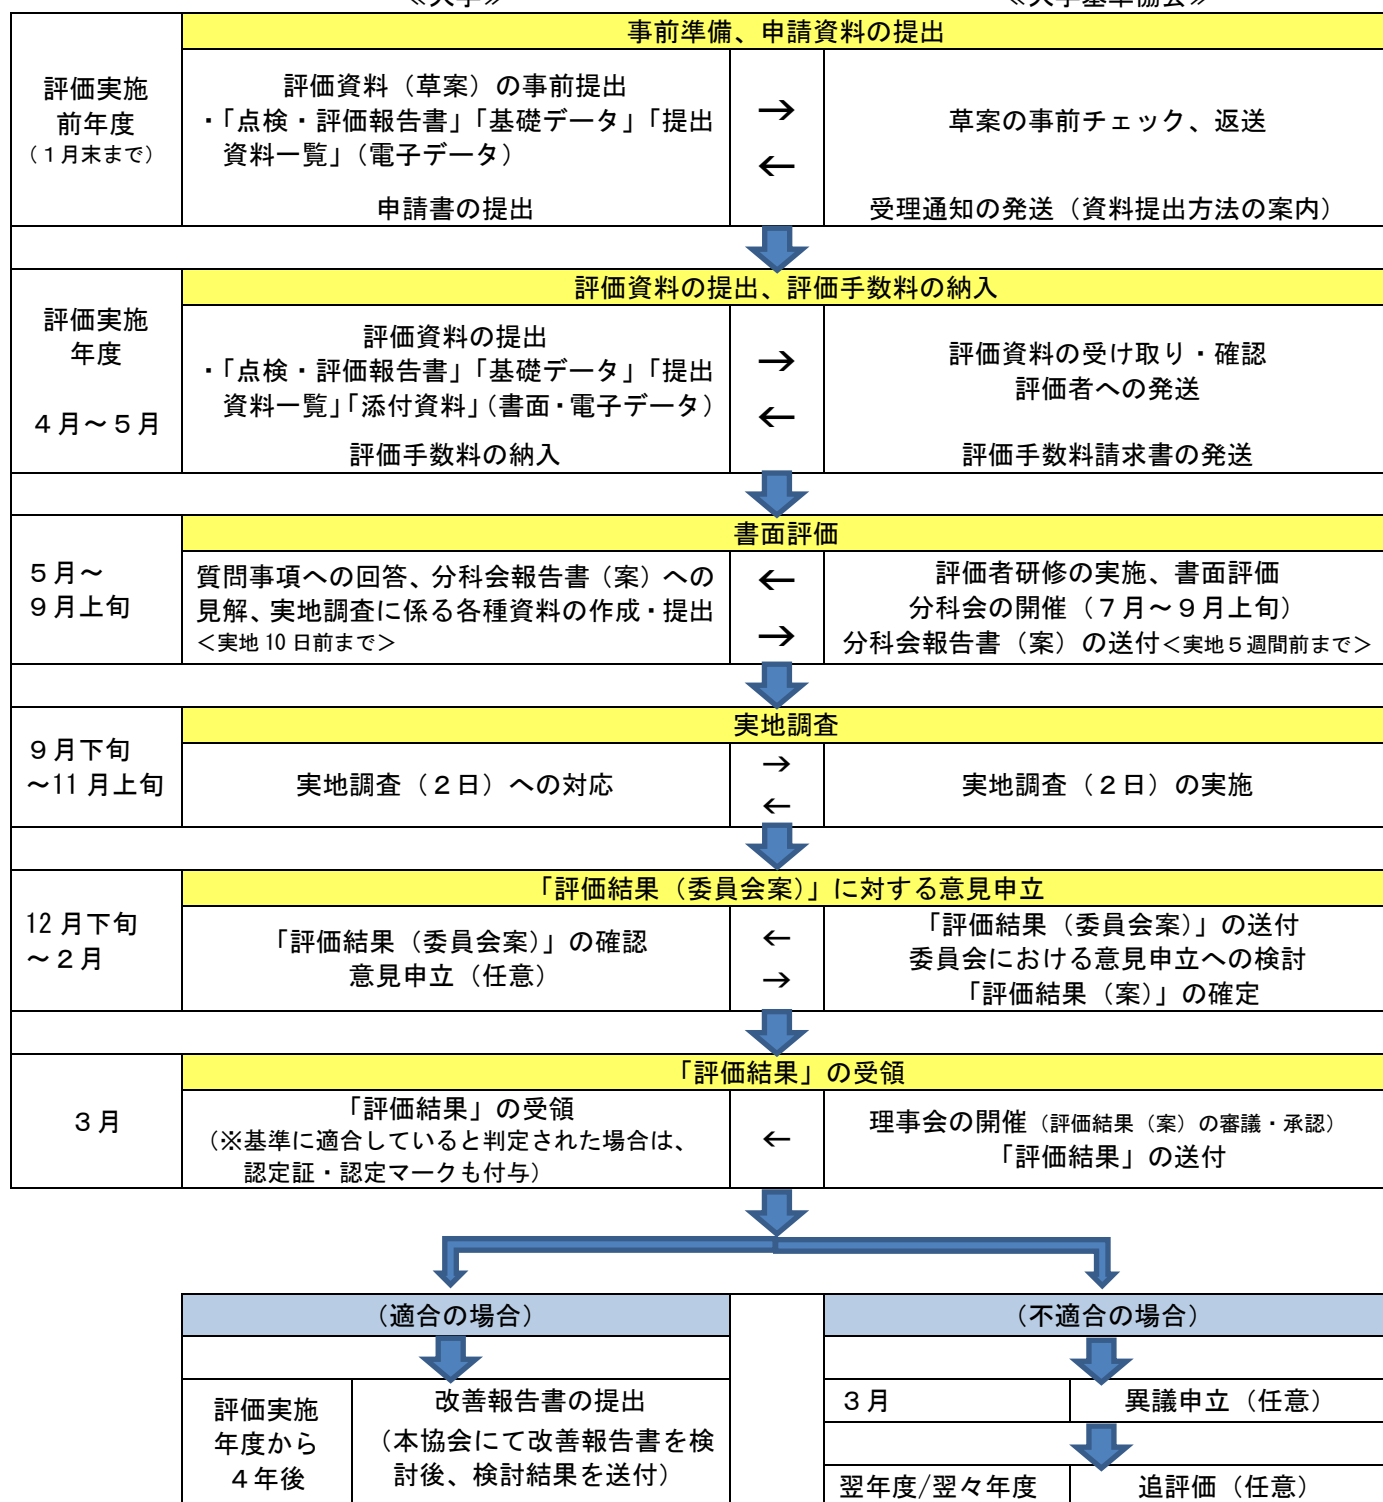 ≪大学≫
≪大学基準協会≫
事前準備、申請資料の提出
評価実施
前年度
（１月末まで）
評価資料（草案）の事前提出
・「点検・評価報告書」「基礎データ」「提出
資料一覧」（電子データ）
申請書の提出
→
←
草案の事前チェック、返送
受理通知の発送（資料提出方法の案内）
評価資料の提出、評価手数料の納入
評価実施
年度
４月～５月
評価資料の提出
・「点検・評価報告書」「基礎データ」「提出
資料一覧」「添付資料」（書面・電子データ）
評価手数料の納入
→
←
評価資料の受け取り・確認
評価者への発送
評価手数料請求書の発送
書面評価
５月～
９月上旬
質問事項への回答、分科会報告書（案）への
見解、実地調査に係る各種資料の作成・提出
＜実地 10 日前まで＞
←
→
評価者研修の実施、書面評価
分科会の開催（７月～９月上旬）
分科会報告書（案）の送付＜実地５週間前まで＞
実地調査
９月下旬
～11 月上旬
実地調査（２日）への対応
→
←
実地調査（２日）の実施
「評価結果（委員会案）」に対する意見申立
12 月下旬
～２月
「評価結果（委員会案）」の確認
意見申立（任意）
←
→
「評価結果（委員会案）」の送付
委員会における意見申立への検討
「評価結果（案）」の確定
「評価結果」の受領
３月
「評価結果」の受領
（※基準に適合していると判定された場合は、
認定証・認定マークも付与）
←
理事会の開催（評価結果（案）の審議・承認）
「評価結果」の送付
（適合の場合）
評価実施
年度から
４年後
改善報告書の提出
（本協会にて改善報告書を検
討後、検討結果を送付）
（不適合の場合）
３月
異議申立（任意）
翌年度/翌々年度
追評価（任意）